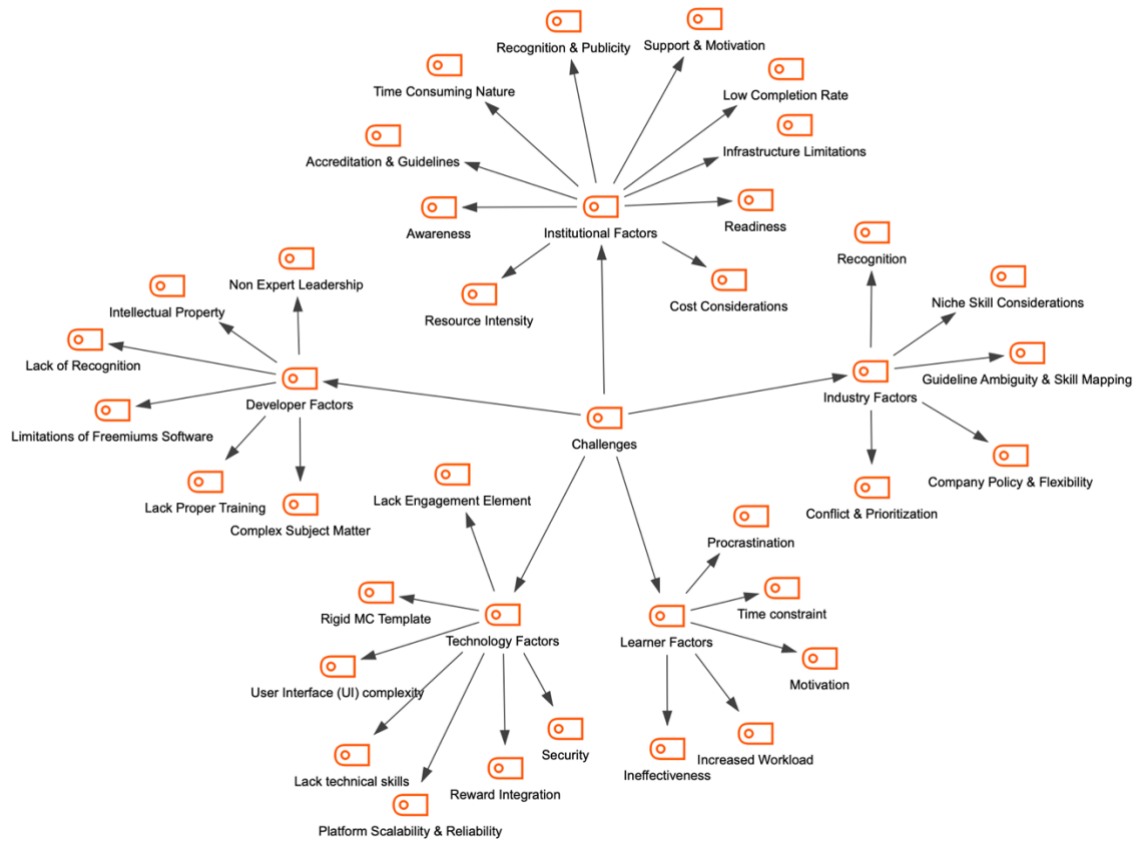 Recognition & Publicity
Support & Motivation
Time Consuming Nature
Low Completion Rate
Accreditation & Guidelines
Infrastructure Limitations
Awareness
Institutional Factors
Readiness
Resource Intensity
Cost Considerations
Recognition
Non Expert Leadership
Niche Skill Considerations
Intellectual Property
Lack of Recognition
Guideline Ambiguity & Skill Mapping
Developer Factors
Industry Factors
Limitations of Freemiums Software
Challenges
Lack Proper Training
Complex Subject Matter
Lack Engagement Element
Company Policy & Flexibility
Conflict & Prioritization
Procrastination
Rigid MC Template
Time constraint
Technology Factors
Learner Factors
User Interface (UI) complexity
Motivation
Security
Increased Workload
Ineffectiveness
Lack technical skills
Reward Integration
Platform Scalability & Reliability